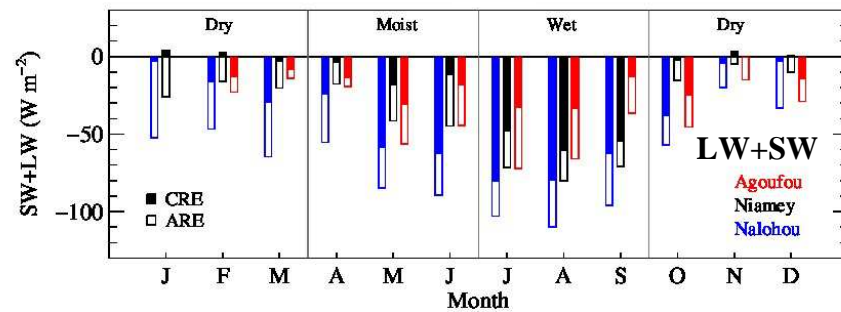 Dry Moist Wet Dry
SW+LW (W m⁻²)
0
−50
−100
LW+SW
Agoufou
Niamey
Nalohou
CRE
ARE
J F M A M J J A S O N D
Month